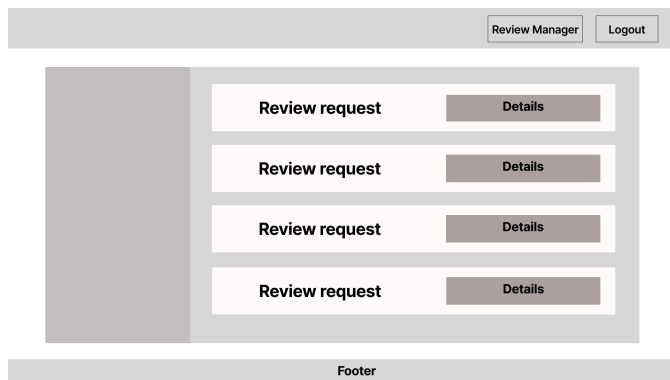 Review Manager
Logout
Review request
Details
Review request
Details
Review request
Details
Review request
Details
Footer